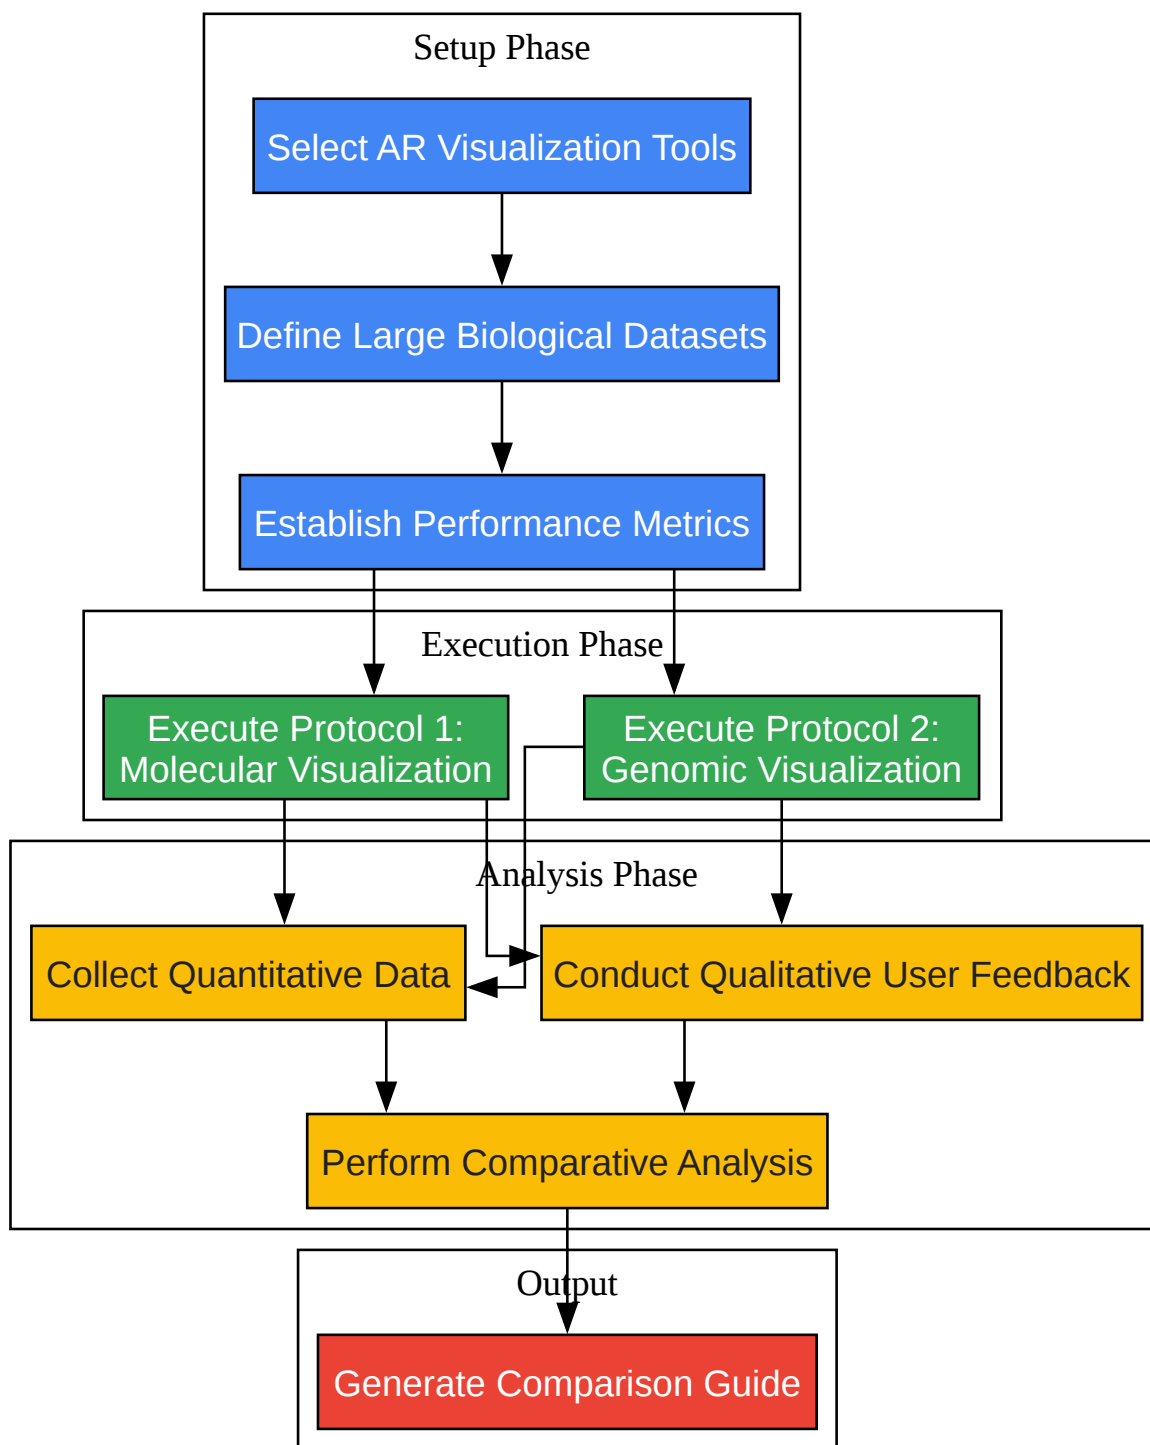 Setup Phase
Select AR Visualization Tools
Define Large Biological Datasets
Establish Performance Metrics
Execution Phase
Execute Protocol 1:
Molecular Visualization
Execute Protocol 2:
Genomic Visualization
Analysis Phase
Collect Quantitative Data
Conduct Qualitative User Feedback
Perform Comparative Analysis
Output
Generate Comparison Guide